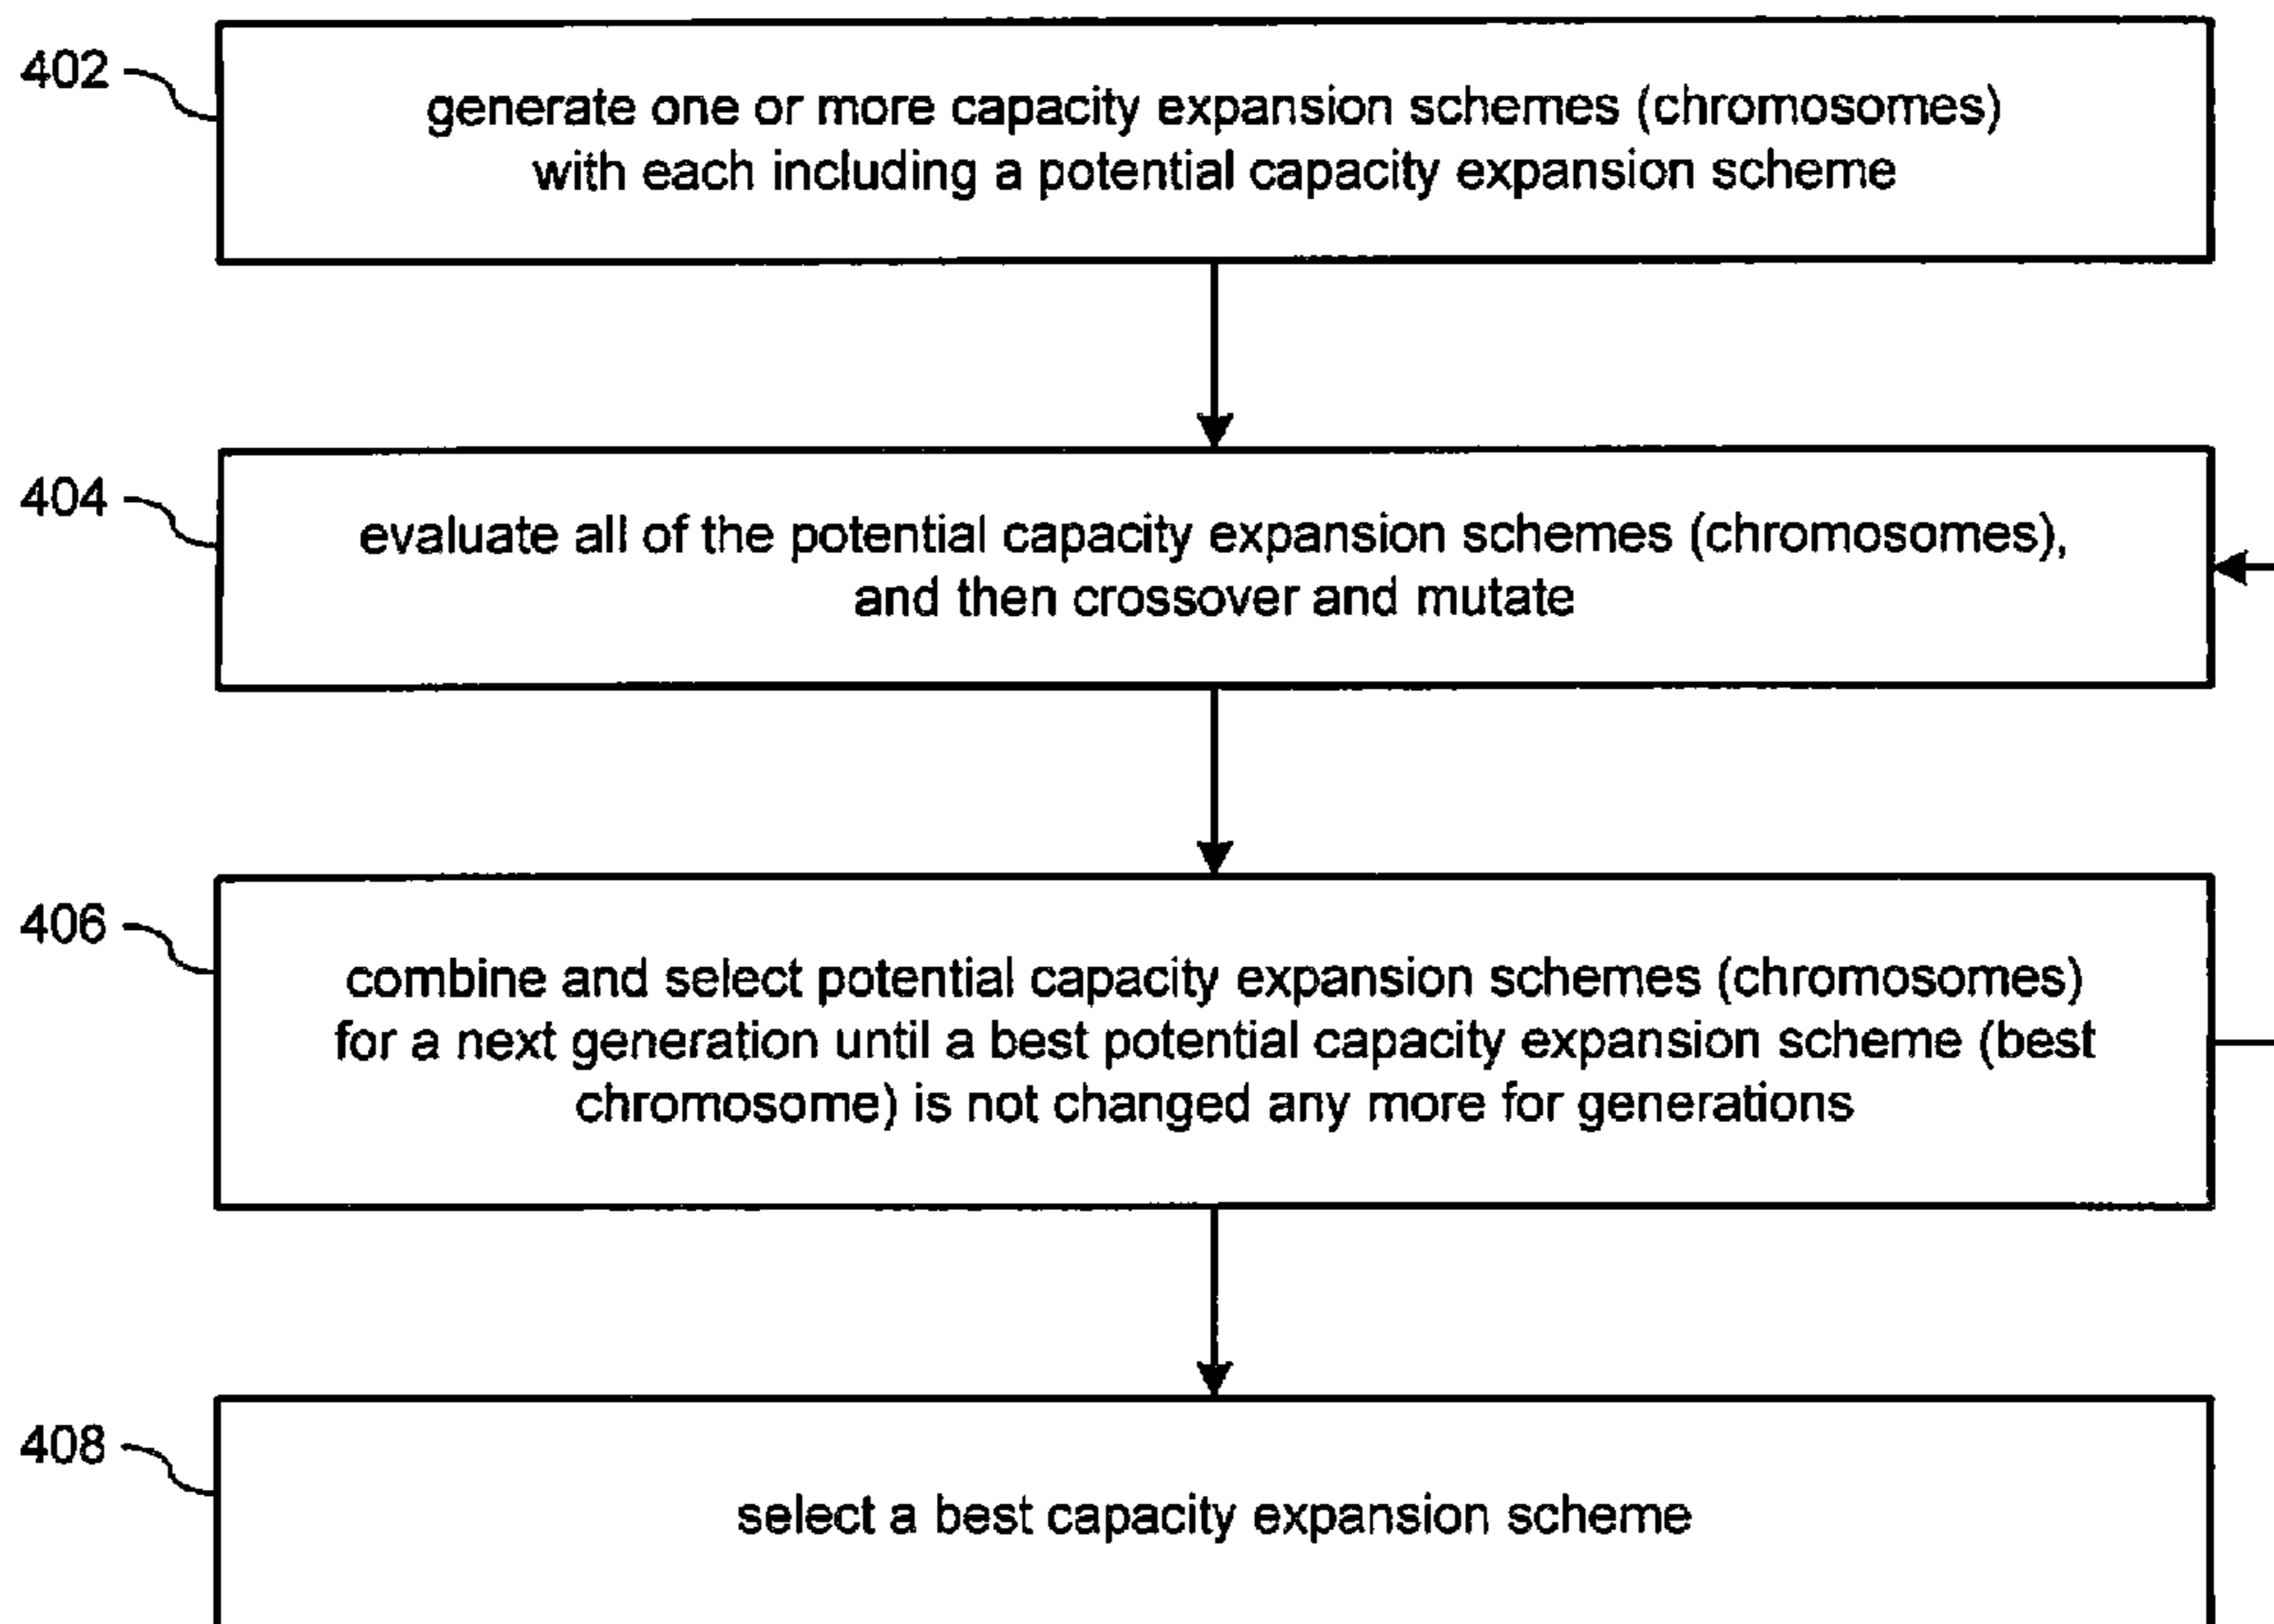 402
generate one or more capacity expansion schemes (chromosomes)
with each including a potential capacity expansion scheme
404
evaluate all of the potential capacity expansion schemes (chromosomes),
and then crossover and mutate
406
combine and select potential capacity expansion schemes (chromosomes)
for a next generation until a best potential capacity expansion scheme (best
chromosome) is not changed any more for generations
408
select a best capacity expansion scheme